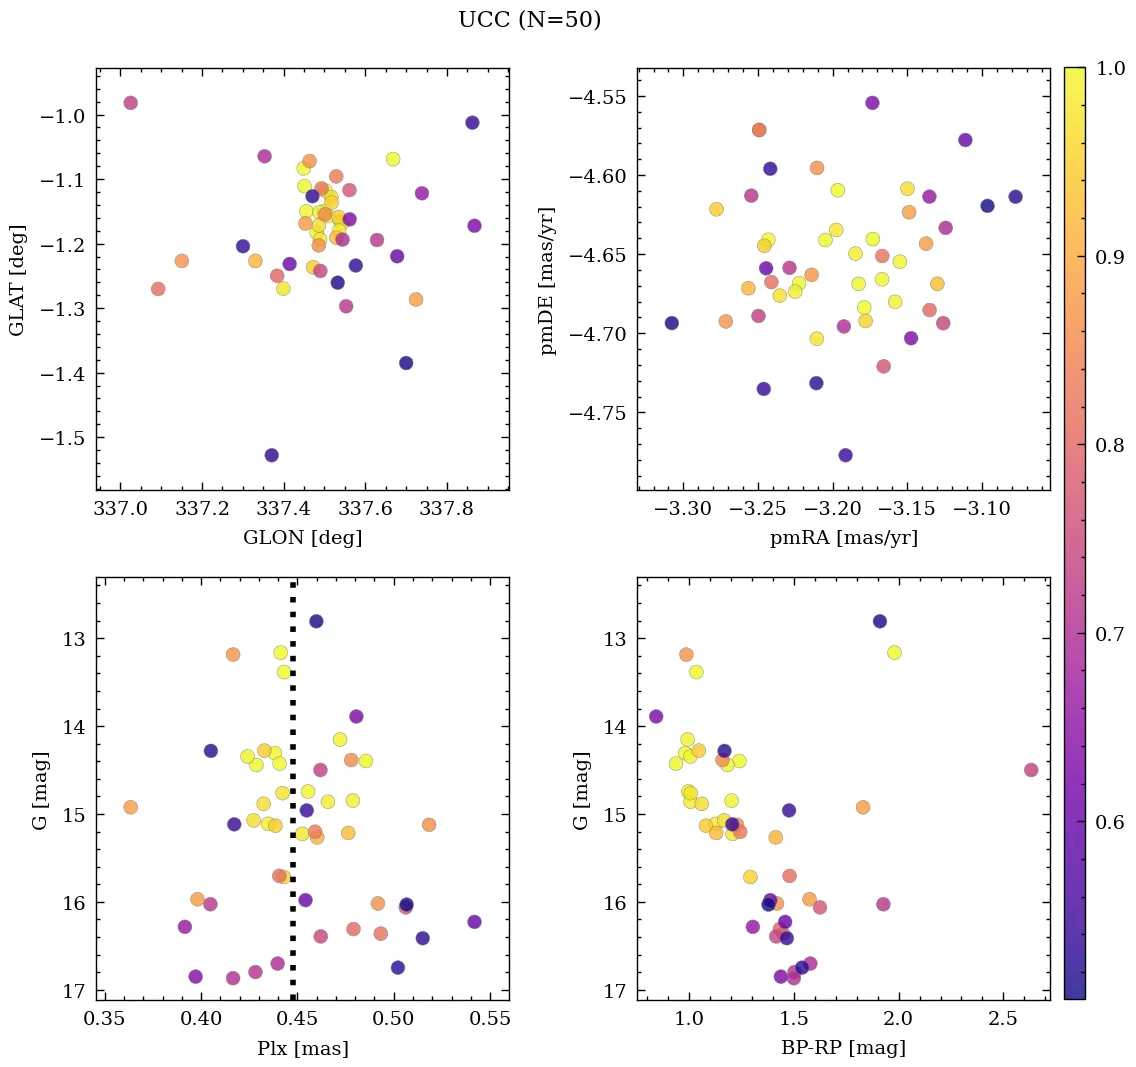 UCC (N=50)
−1.0
−1.1
−1.2
−1.3
−1.4
−1.5
GLAT [deg]
337.0 337.2 337.4 337.6 337.8
GLON [deg]
−4.55
−4.60
−4.65
−4.70
−4.75
pmDE [mas/yr]
−3.30 −3.25 −3.20 −3.15 −3.10
pmRA [mas/yr]
1.0
0.9
0.8
0.7
0.6
13
14
15
16
17
G [mag]
0.35 0.40 0.45 0.50 0.55
Plx [mas]
13
14
15
16
17
G [mag]
1.0 1.5 2.0 2.5
BP-RP [mag]